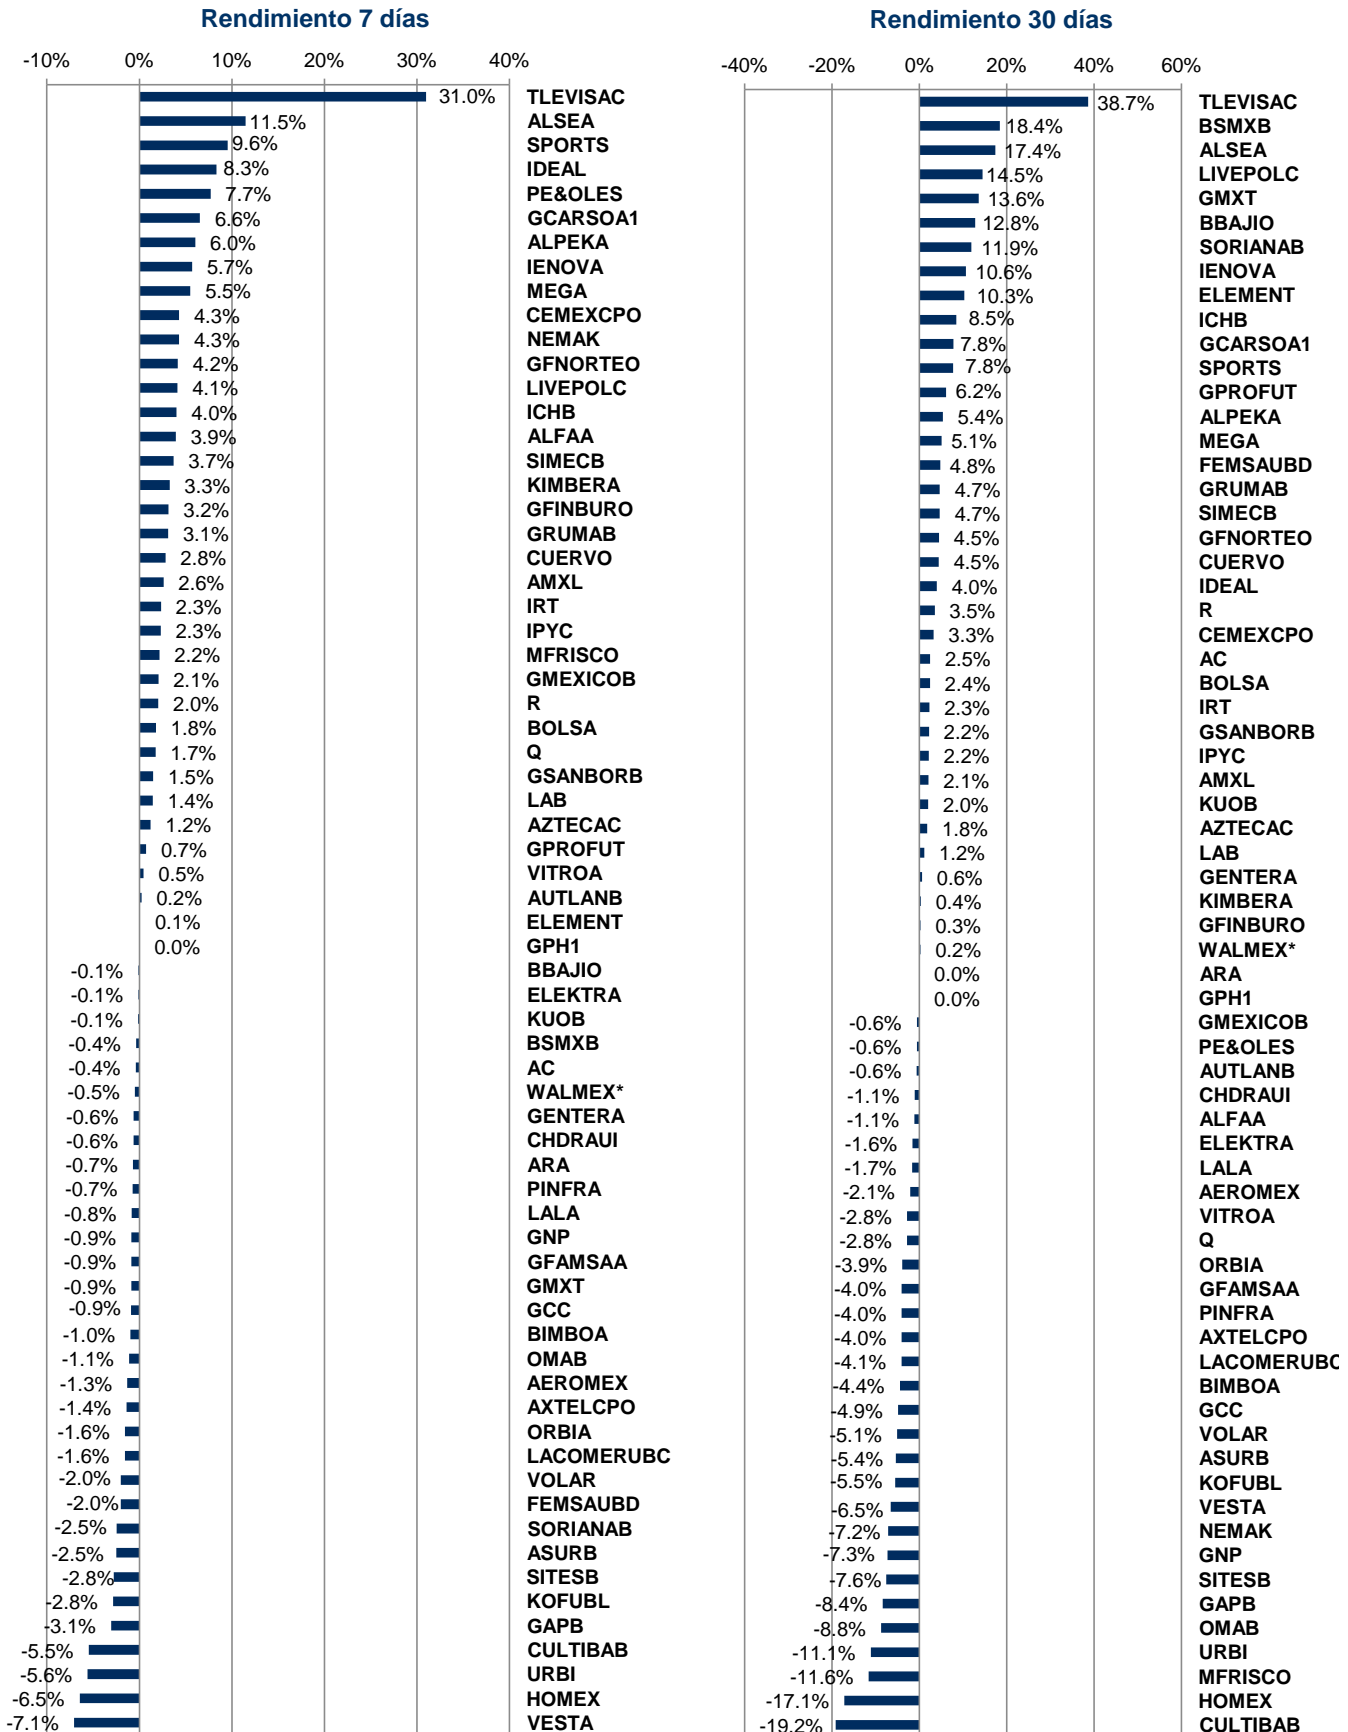 Rendimiento 7 días
-10% 0% 10% 20% 30% 40%
31.0% TLEVISAC
11.5% ALSEA
9.6% SPORTS
8.3% IDEAL
7.7% PE&OLES
6.6% GCARSOA1
6.0% ALPEKA
5.7% IENOVA
5.5% MEGA
4.3% CEMEXCPO
4.3% NEMAK
4.2% GFNORTEO
4.1% LIVEPOLC
4.0% ICHB
3.9% ALFAA
3.7% SIMECB
3.3% KIMBERA
3.2% GFINBURO
3.1% GRUMAB
2.8% CUERVO
2.6% AMXL
2.3% IRT
2.3% IPYC
2.2% MFRISCO
2.1% GMEXICOB
2.0% R
1.8% BOLSA
1.7% Q
1.5% GSANBORB
1.4% LAB
1.2% AZTECAC
0.7% GPROFUT
0.5% VITROA
0.2% AUTLANB
0.1% ELEMENT
0.0% GPH1
-0.1% BBAJIO
-0.1% ELEKTRA
-0.1% KUOB
-0.4% BSMXB
-0.4% AC
-0.5% WALMEX*
-0.6% GENTERA
-0.6% CHDRAUI
-0.7% ARA
-0.7% PINFRA
-0.8% LALA
-0.9% GNP
-0.9% GFAMSAA
-0.9% GMXT
-0.9% GCC
-1.0% BIMBOA
-1.1% OMAB
-1.3% AEROMEX
-1.4% AXTELCPO
-1.6% ORBIA
-1.6% LACOMERUBC
-2.0% VOLAR
-2.0% FEMSAUBD
-2.5% SORIANAB
-2.5% ASURB
-2.8% SITESB
-2.8% KOFUBL
-3.1% GAPB
-5.5% CULTIBAB
-5.6% URBI
-6.5% HOMEX
-7.1% VESTA
Rendimiento 30 días
-40% -20% 0% 20% 40% 60%
38.7% TLEVISAC
18.4% BSMXB
17.4% ALSEA
14.5% LIVEPOLC
13.6% GMXT
12.8% BBAJIO
11.9% SORIANAB
10.6% IENOVA
10.3% ELEMENT
8.5% ICHB
7.8% GCARSOA1
7.8% SPORTS
6.2% GPROFUT
5.4% ALPEKA
5.1% MEGA
4.8% FEMSAUBD
4.7% GRUMAB
4.7% SIMECB
4.5% GFNORTEO
4.5% CUERVO
4.0% IDEAL
3.5% R
3.3% CEMEXCPO
2.5% AC
2.4% BOLSA
2.3% IRT
2.2% GSANBORB
2.2% IPYC
2.1% AMXL
2.0% KUOB
1.8% AZTECAC
1.2% LAB
0.6% GENTERA
0.4% KIMBERA
0.3% GFINBURO
0.2% WALMEX*
0.0% ARA
0.0% GPH1
-0.6% GMEXICOB
-0.6% PE&OLES
-0.6% AUTLANB
-1.1% CHDRAUI
-1.1% ALFAA
-1.6% ELEKTRA
-1.7% LALA
-2.1% AEROMEX
-2.8% VITROA
-2.8% Q
-3.9% ORBIA
-4.0% GFAMSAA
-4.0% PINFRA
-4.0% AXTELCPO
-4.1% LACOMERUBC
-4.4% BIMBOA
-4.9% GCC
-5.1% VOLAR
-5.4% ASURB
-5.5% KOFUBL
-6.5% VESTA
-7.2% NEMAK
-7.3% GNP
-7.6% SITESB
-8.4% GAPB
-8.8% OMAB
-11.1% URBI
-11.6% MFRISCO
-17.1% HOMEX
-19.2% CULTIBAB